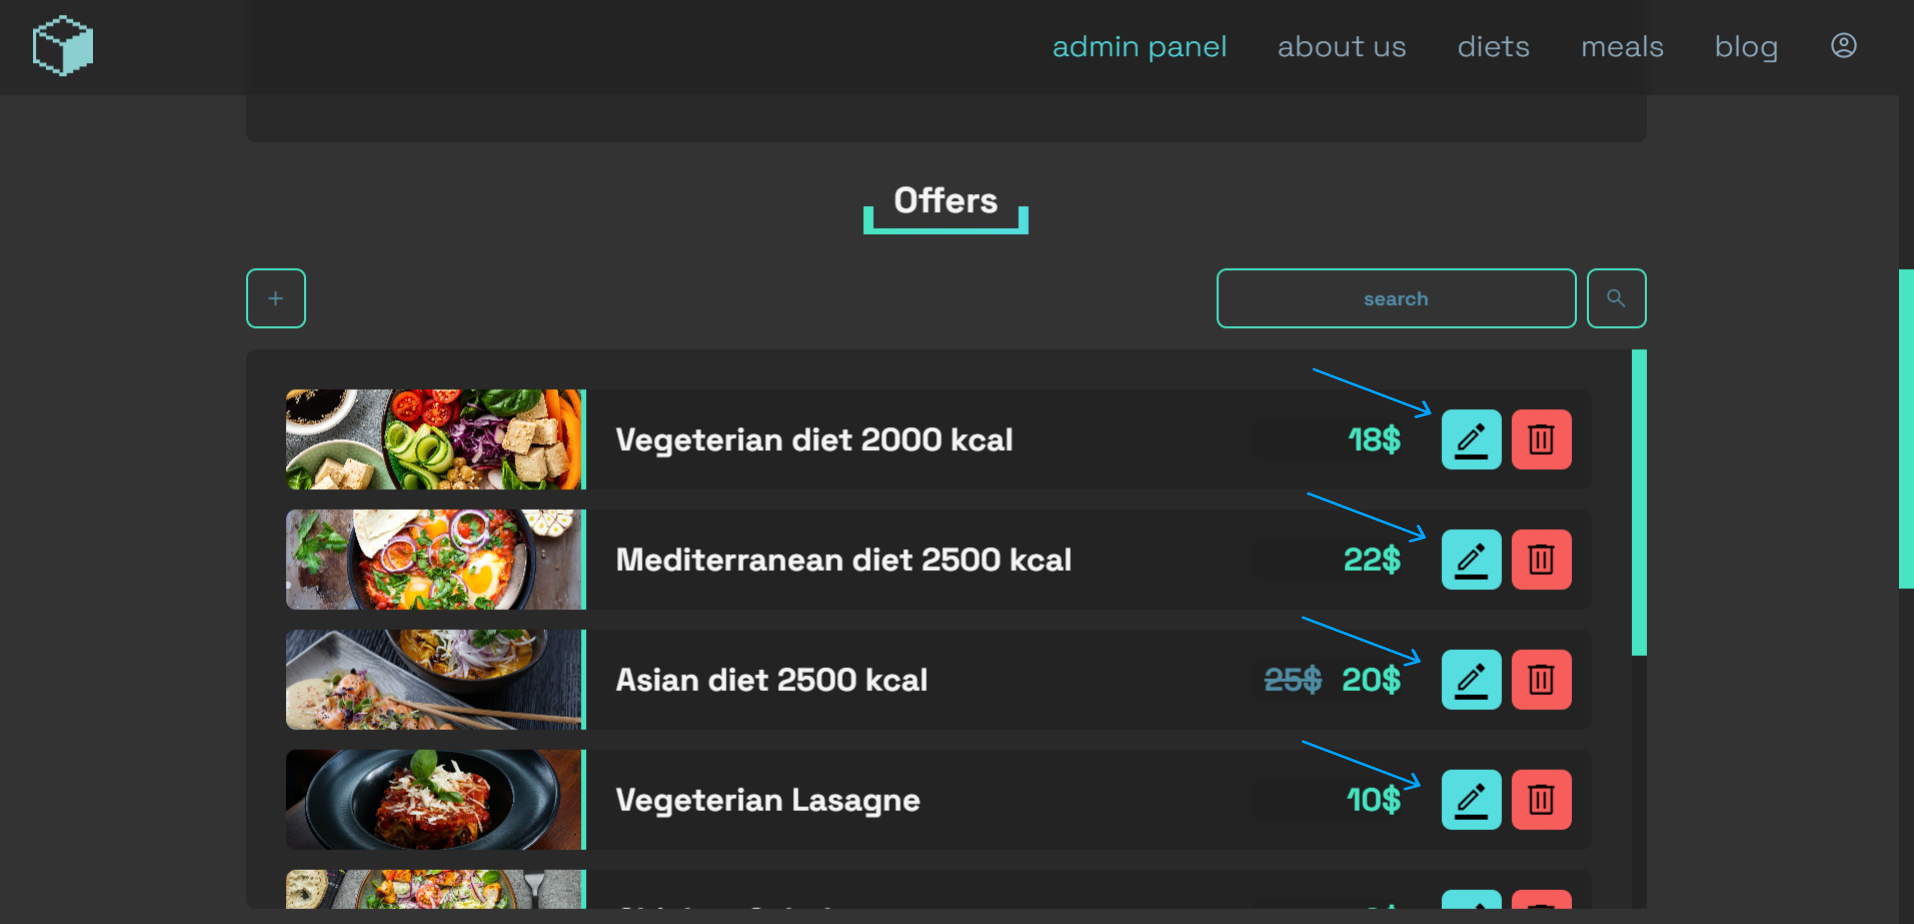 admin panel about us diets meals blog
Offers
+ search
Vegeterian diet 2000 kcal 18$
Mediterranean diet 2500 kcal 22$
Asian diet 2500 kcal 25$ 20$
Vegeterian Lasagne 10$